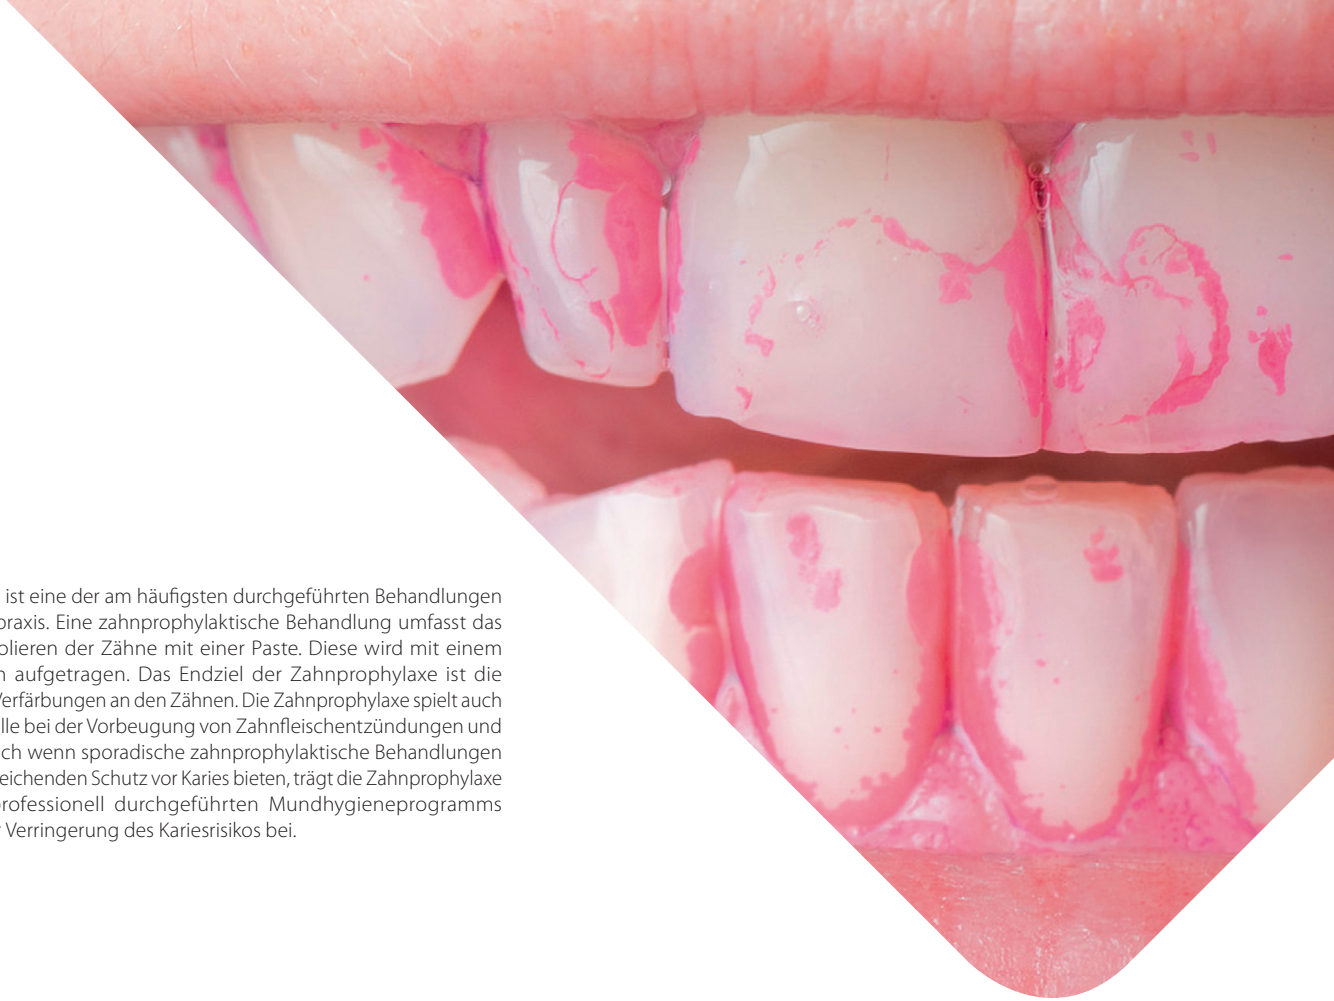 ist eine der am häufigsten durchgeführten Behandlungen
praxis. Eine zahnprophylaktische Behandlung umfasst das
olieren der Zähne mit einer Paste. Diese wird mit einem
n aufgetragen. Das Endziel der Zahnprophylaxe ist die
Verfärbungen an den Zähnen. Die Zahnprophylaxe spielt auch
lle bei der Vorbeugung von Zahnfleischentzündungen und
ch wenn sporadische zahnprophylaktische Behandlungen
eichenden Schutz vor Karies bieten, trägt die Zahnprophylaxe
professionell durchgeführten Mundhygieneprogramms
Verringerung des Kariesrisikos bei.